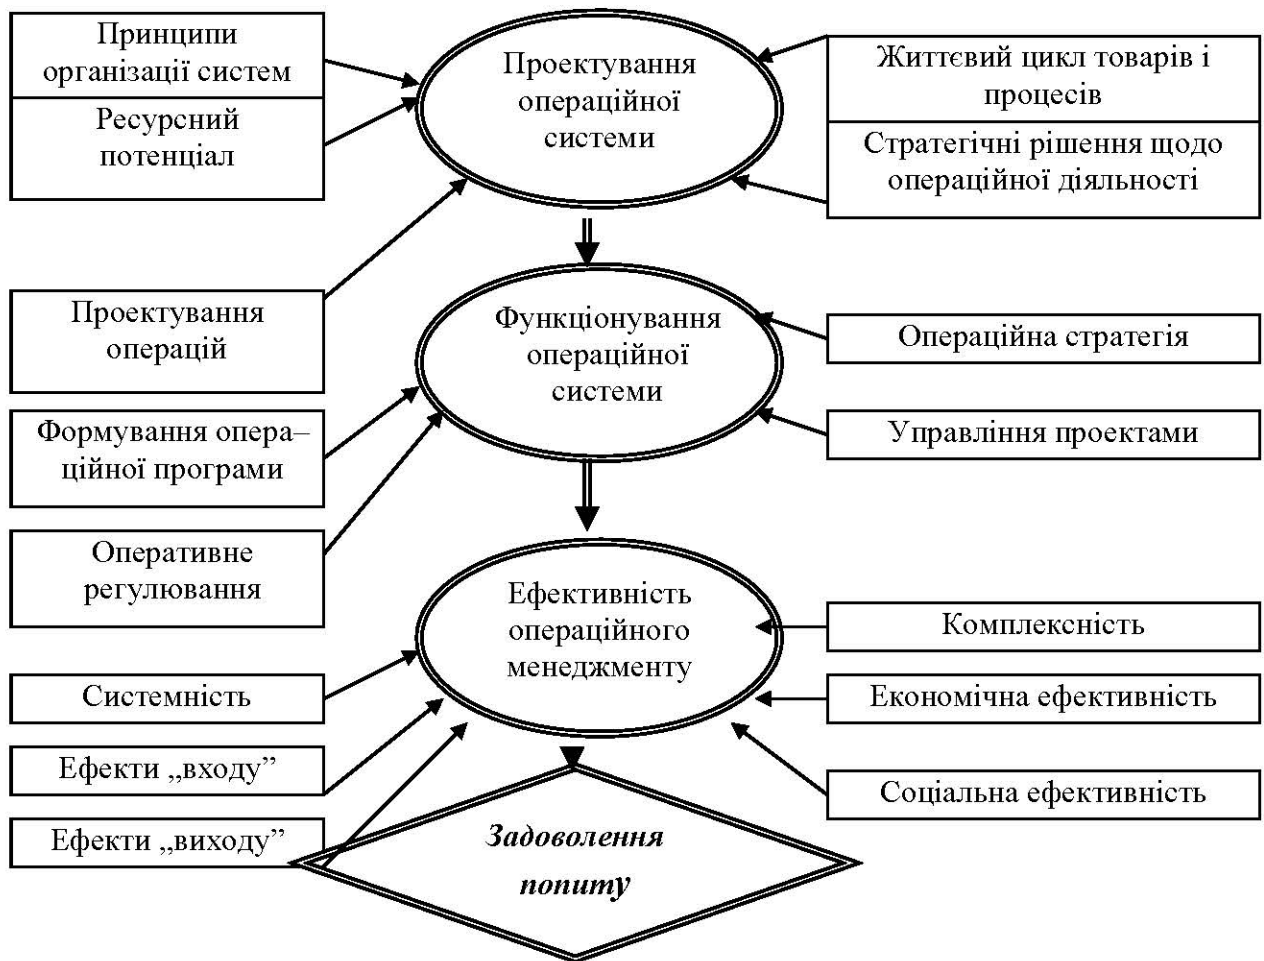 Принципи
організації систем
Ресурсний
потенціал
Проектування
операційної
системи
Життєвий цикл товарів і
процесів
Стратегічні рішення щодо
операційної діяльності
Проектування
операцій
Функціонування
операційної
системи
Операційна стратегія
Формування опера–
ційної програми
Управління проектами
Оперативне
регулювання
Ефективність
операційного
менеджменту
Комплексність
Системність
Економічна ефективність
Ефекти „входу”
Соціальна ефективність
Ефекти „виходу”
Задоволення
попиту